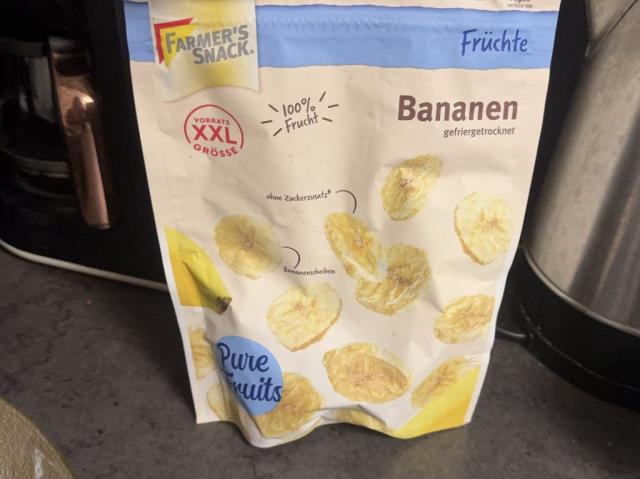 FARMER'S
SNACK.
Früchte
VORRATS
XXL
GRÖSSE
100%
Frucht
Bananen
gefriergetrocknet
ohne Zuckerzusatz*
Bananenscheiben
Pure
Fruits